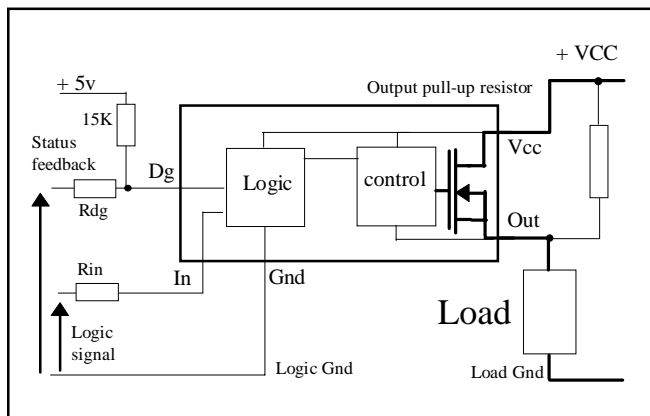 + VCC
+ 5v
Output pull-up resistor
15K
Status
feedback
Vcc
Dg
Logic
control
Rdg
Out
Rin
In
Gnd
Load
Logic
signal
Logic Gnd
Load Gnd